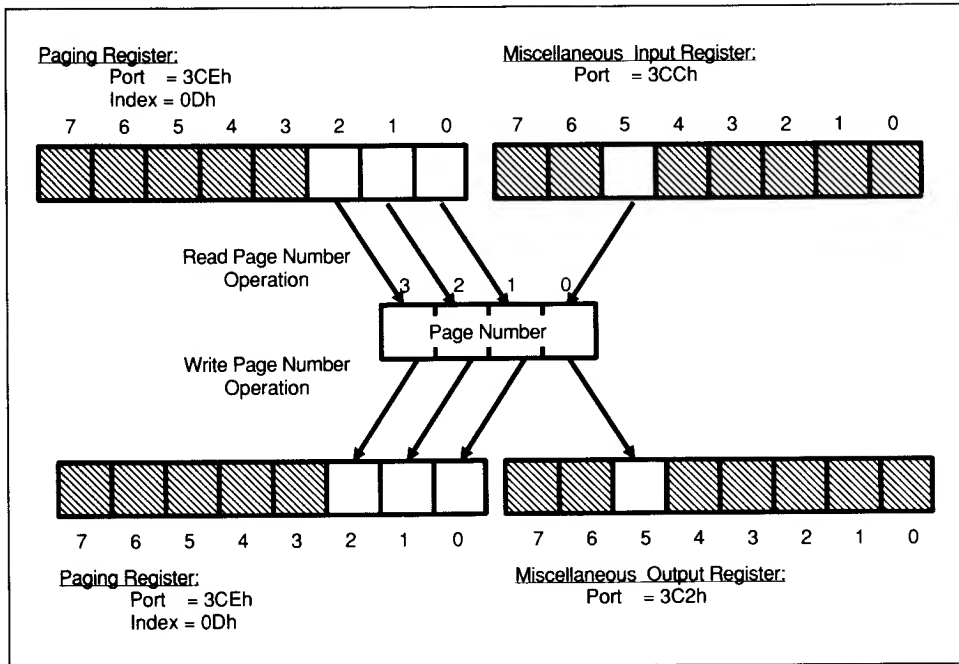 Paging Register:
Port = 3CEh
Index = 0Dh
7 6 5 4 3 2 1 0
Miscellaneous Input Register:
Port = 3CCh
7 6 5 4 3 2 1 0
Read Page Number
Operation
3 2 1 0
Page Number
Write Page Number
Operation
7 6 5 4 3 2 1 0
Paging Register:
Port = 3CEh
Index = 0Dh
7 6 5 4 3 2 1 0
Miscellaneous Output Register:
Port = 3C2h